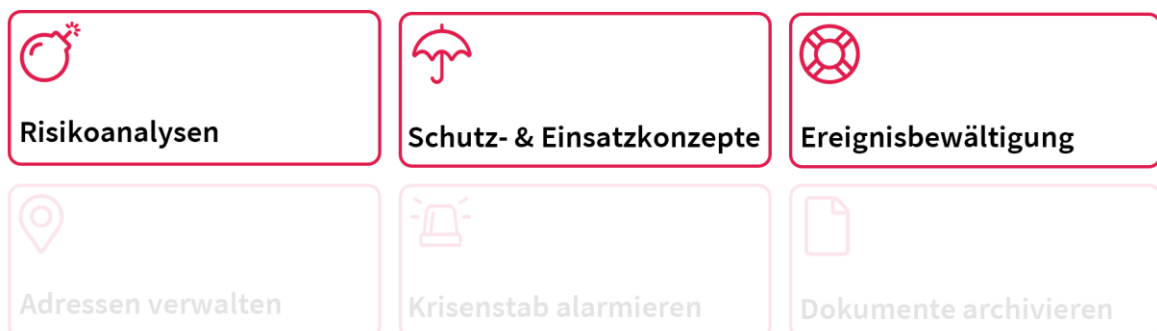 Risikoanalysen
Schutz- & Einsatzkonzepte
Ereignisbewältigung
Adressen verwalten
Krisenstab alarmieren
Dokumente archivieren